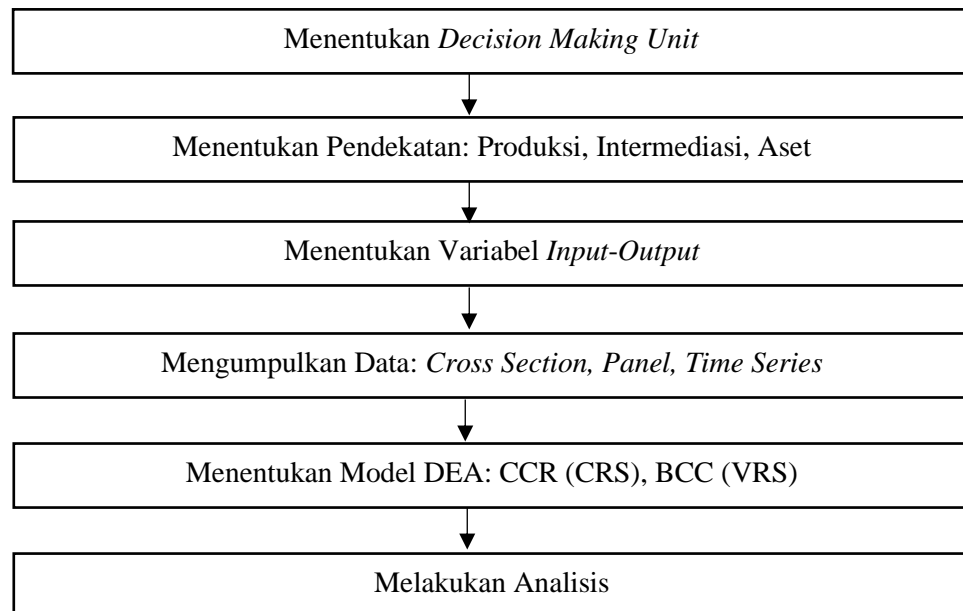 Menentukan Decision Making Unit
Menentukan Pendekatan: Produksi, Intermediasi, Aset
Menentukan Variabel Input-Output
Mengumpulkan Data: Cross Section, Panel, Time Series
Menentukan Model DEA: CCR (CRS), BCC (VRS)
Melakukan Analisis